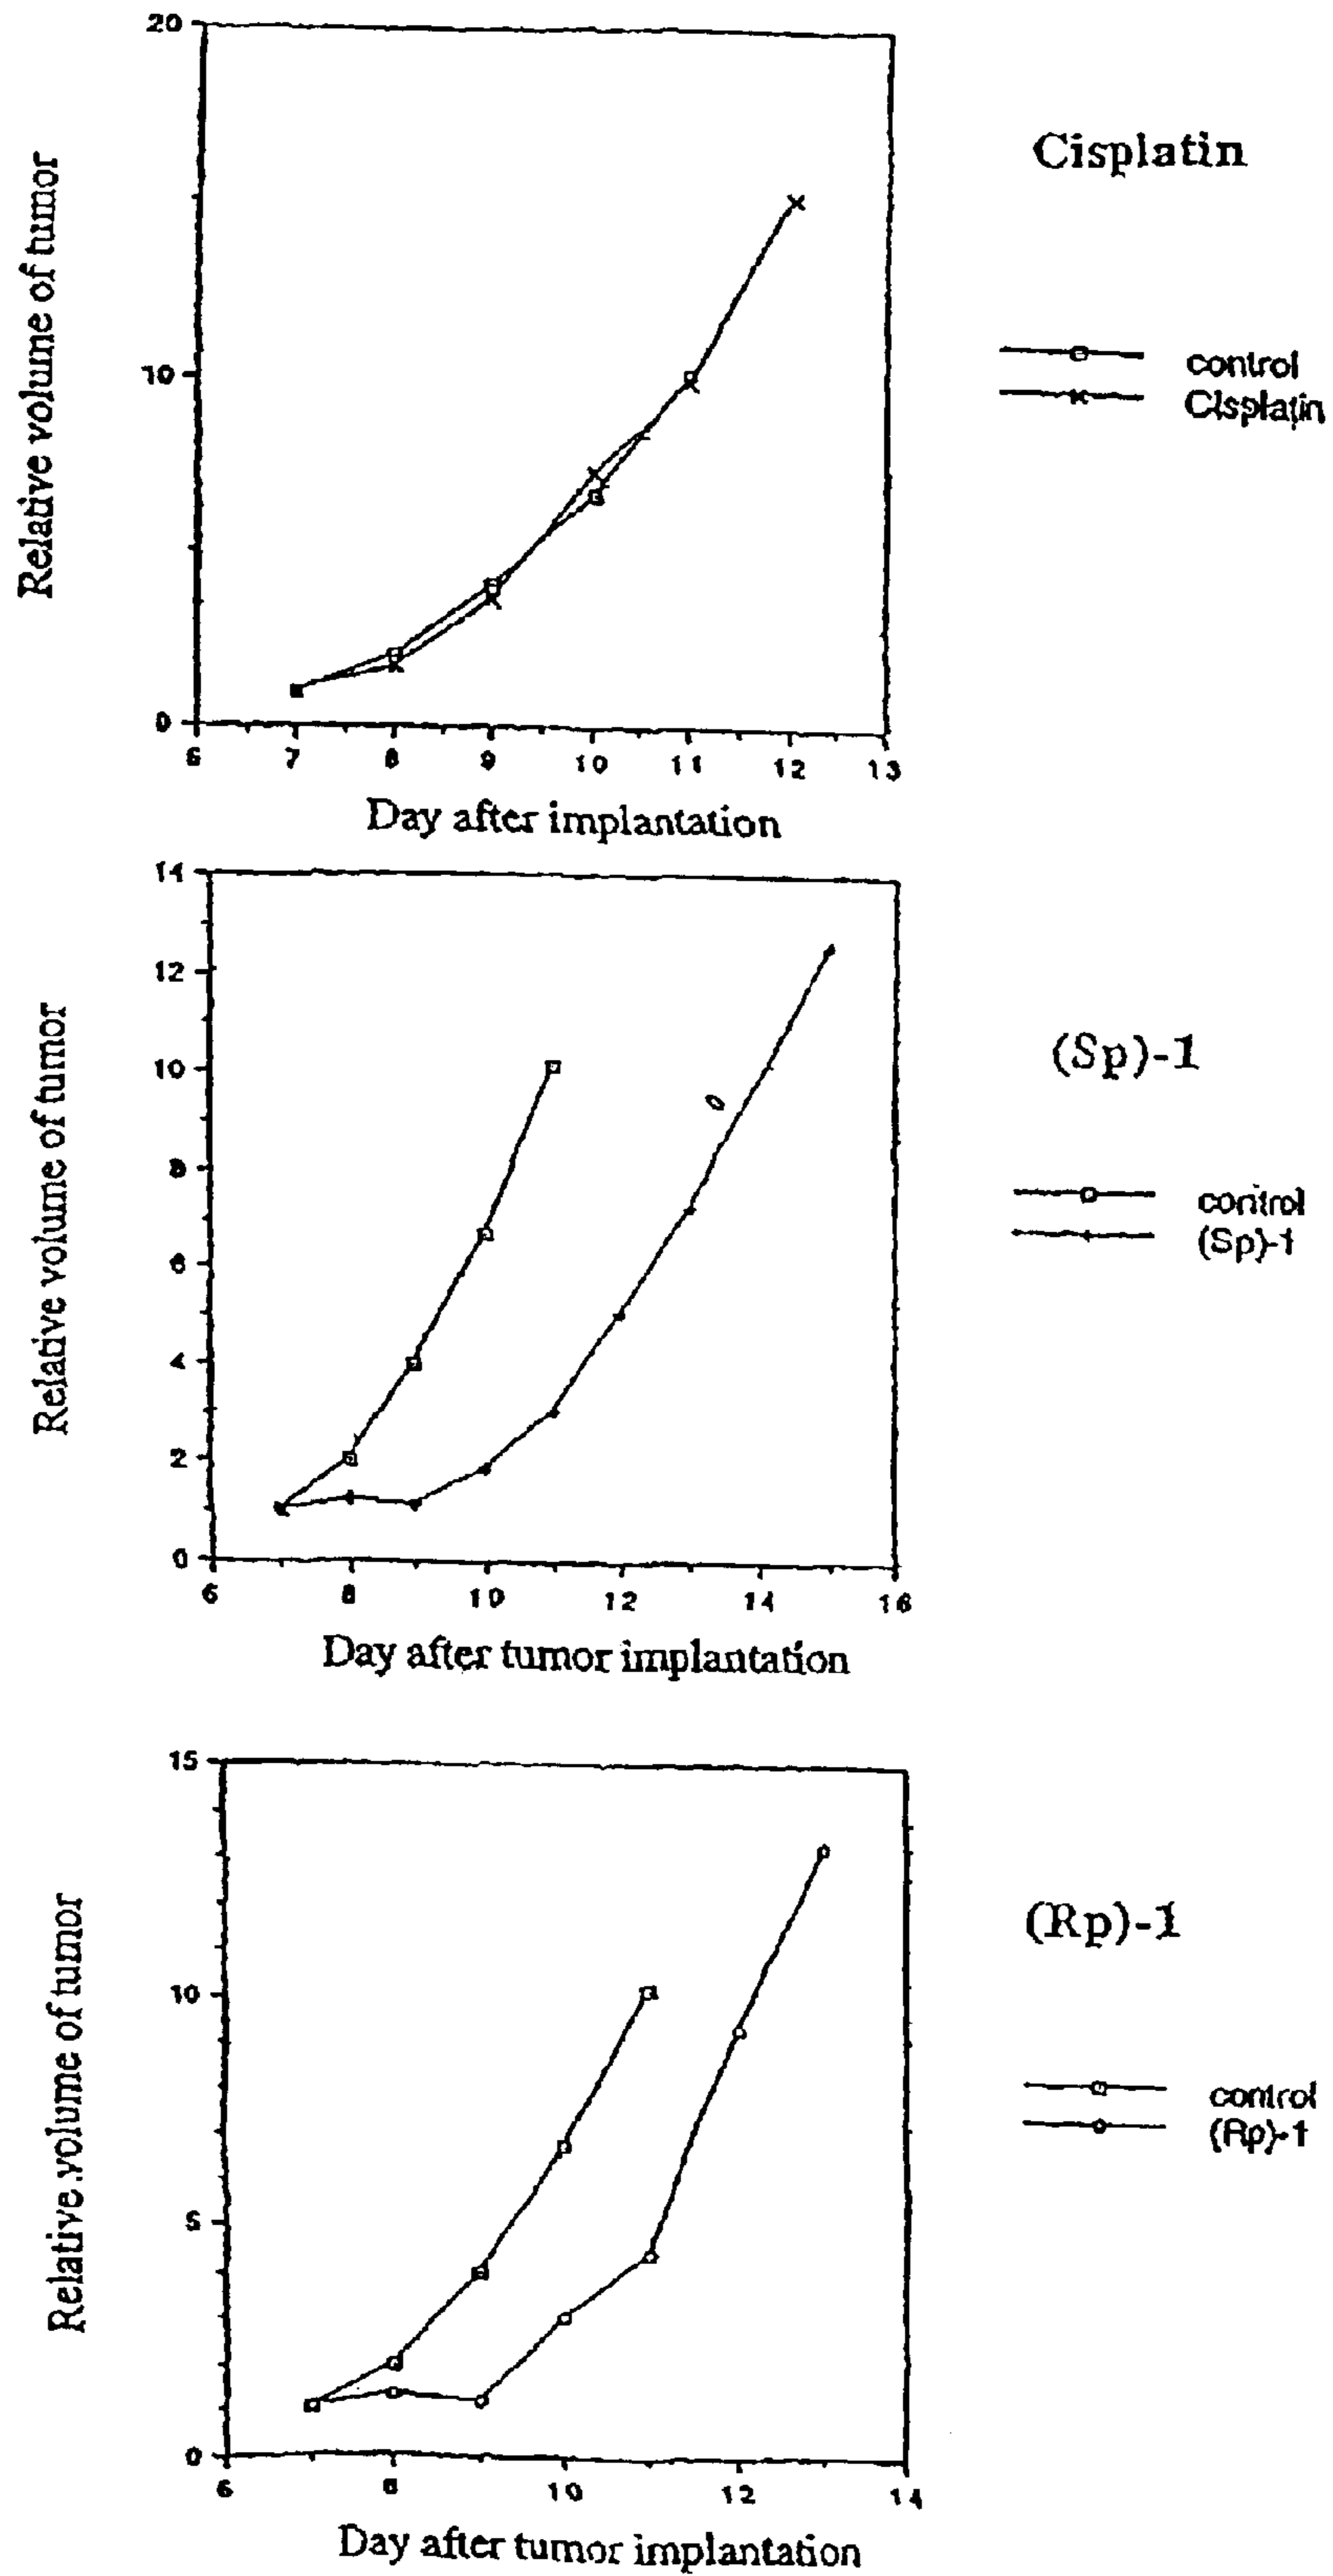 20
10
0
Relative volume of tumor
6 7 8 9 10 11 12 13
Day after implantation
Cisplatin
control
Cisplatin
14
12
10
8
6
4
2
0
Relative volume of tumor
6 8 10 12 14 16
Day after tumor implantation
(Sp)-1
control
(Sp)-1
15
10
5
0
Relative volume of tumor
6 8 10 12 14
Day after tumor implantation
(Rp)-1
control
(Rp)-1